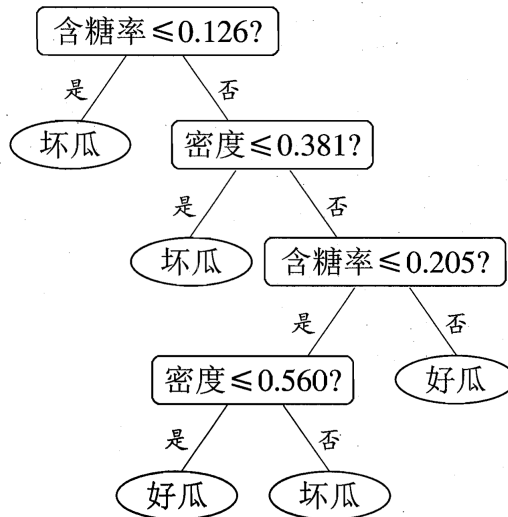 含糖率≤0.126?
是
否
坏瓜
密度≤0.381?
是
否
坏瓜
含糖率≤0.205?
是
否
密度≤0.560?
好瓜
是
否
好瓜
坏瓜